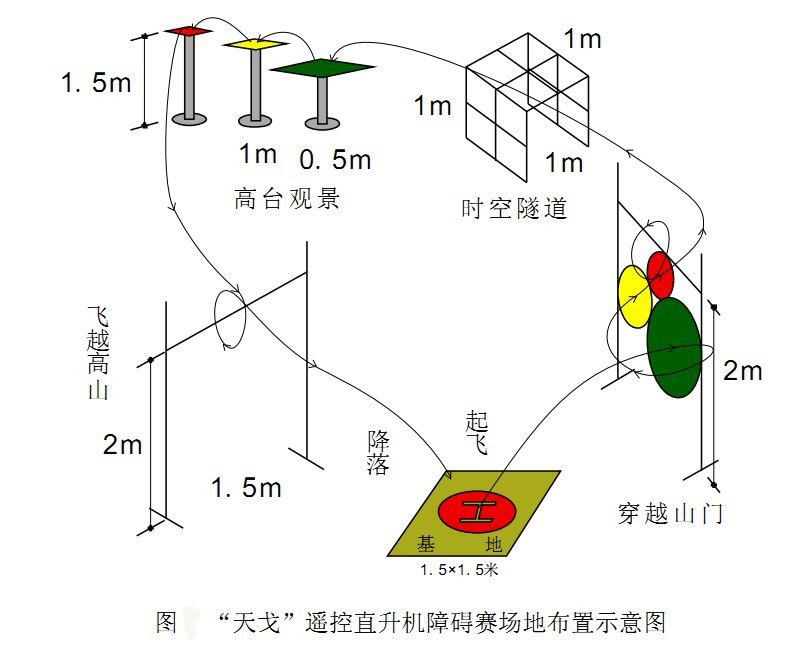 1m
1.5m
1m
1m
1m
0.5m
高台观景
时空隧道
飞越高山
2m
2m
起飞
降落
1.5m
穿越山门
基 地
1.5×1.5米
图 “天戈”遥控直升机障碍赛场地布置示意图